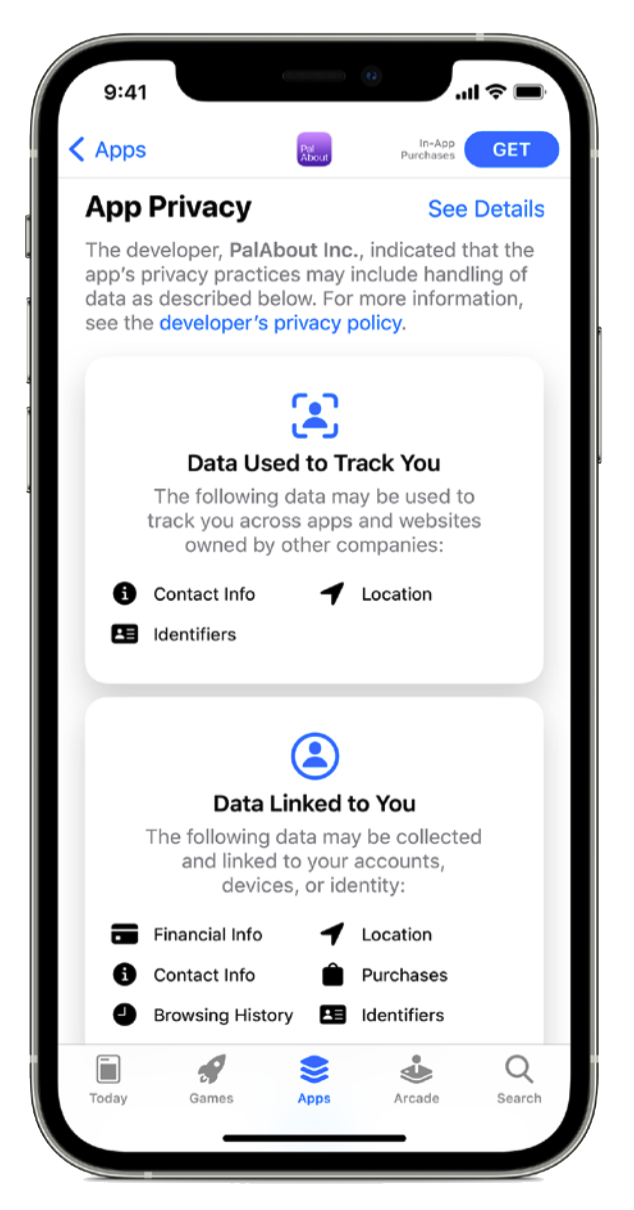 9:41
Apps
Pal
About
In-App
Purchases
GET
App Privacy
See Details
The developer, PalAbout Inc., indicated that the
app's privacy practices may include handling of
data as described below. For more information,
see the developer's privacy policy.
Data Used to Track You
The following data may be used to
track you across apps and websites
owned by other companies:
Contact Info
Location
Identifiers
Data Linked to You
The following data may be collected
and linked to your accounts,
devices, or identity:
Financial Info
Location
Contact Info
Purchases
Browsing History
Identifiers
Today
Games
Apps
Arcade
Search